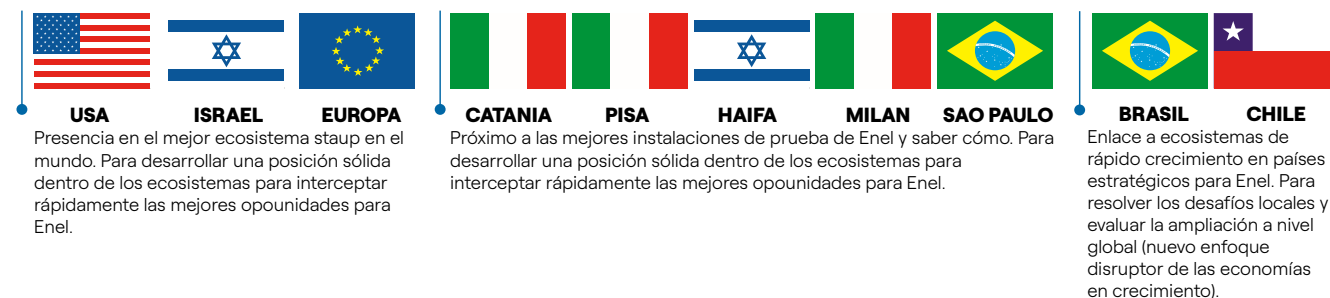 USA ISRAEL EUROPA
Presencia en el mejor ecosistema staup en el
mundo. Para desarrollar una posición sólida
dentro de los ecosistemas para interceptar
rápidamente las mejores opounidades para
Enel.
CATANIA PISA HAIFA MILAN SAO PAULO
Próximo a las mejores instalaciones de prueba de Enel y saber cómo. Para
desarrollar una posición sólida dentro de los ecosistemas para
interceptar rápidamente las mejores opounidades para Enel.
BRASIL CHILE
Enlace a ecosistemas de
rápido crecimiento en países
estratégicos para Enel. Para
resolver los desafíos locales y
evaluar la ampliación a nivel
global (nuevo enfoque
disruptor de las economías
en crecimiento).